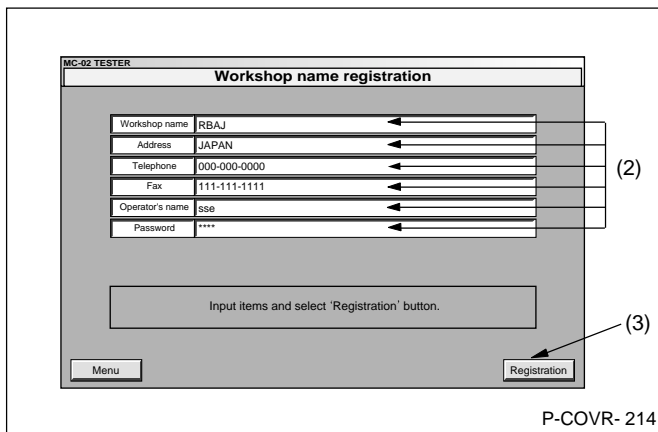 MC-02 TESTER
Workshop name registration
Workshop name RBAJ
Address JAPAN
Telephone 000-000-0000
Fax 111-111-1111
Operator's name sse
Password ****
(2)
Input items and select ‘Registration’ button.
(3)
Menu Registration
P-COVR- 214